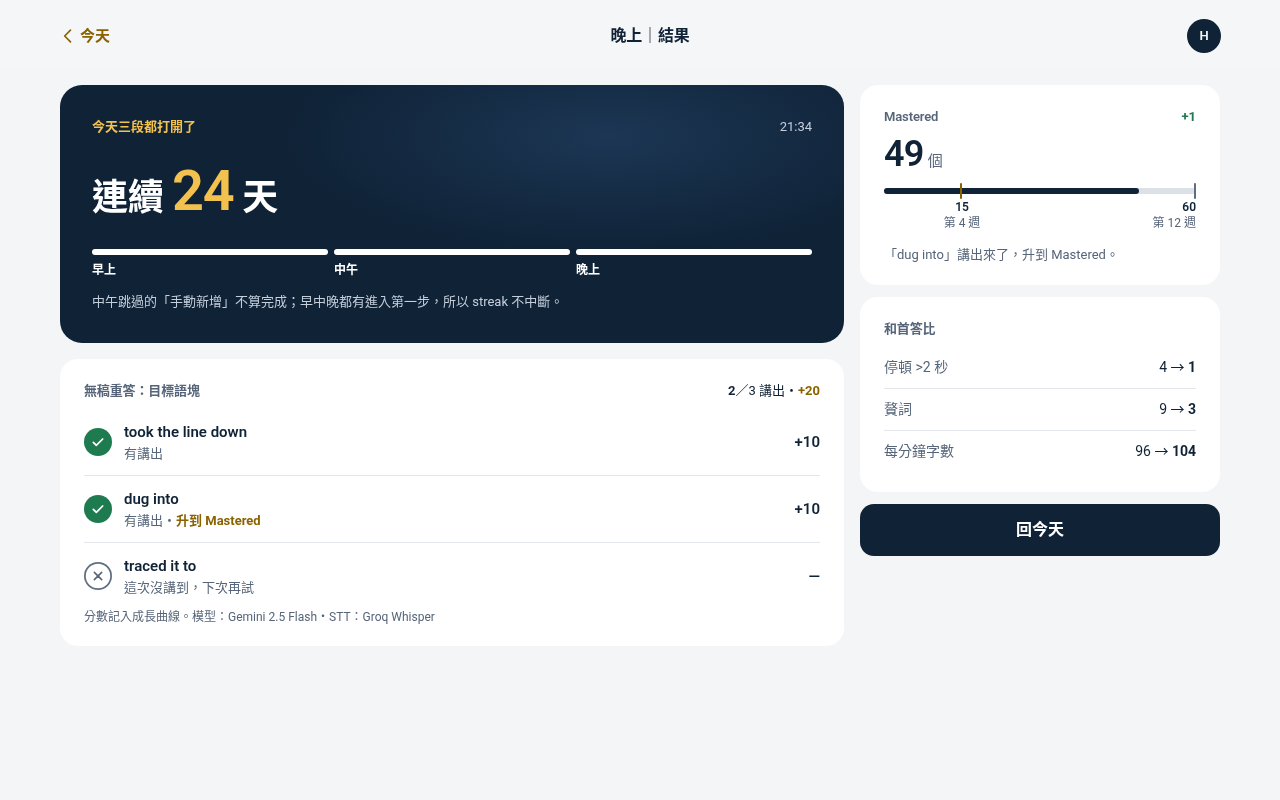 今天
晚上｜結果
H
今天三段都打開了
21:34
連續 24 天
早上
中午
晚上
中午跳過的「手動新增」不算完成；早中晚都有進入第一步，所以 streak 不中斷。
無稿重答：目標語塊
2／3 講出・+20
took the line down
有講出
+10
dug into
有講出・升到 Mastered
+10
traced it to
這次沒講到，下次再試
—
分數記入成長曲線。模型：Gemini 2.5 Flash・STT：Groq Whisper
Mastered
+1
49 個
15
60
第 4 週
第 12 週
「dug into」講出來了，升到 Mastered。
和首答比
停頓 >2 秒
4 → 1
贅詞
9 → 3
每分鐘字數
96 → 104
回今天